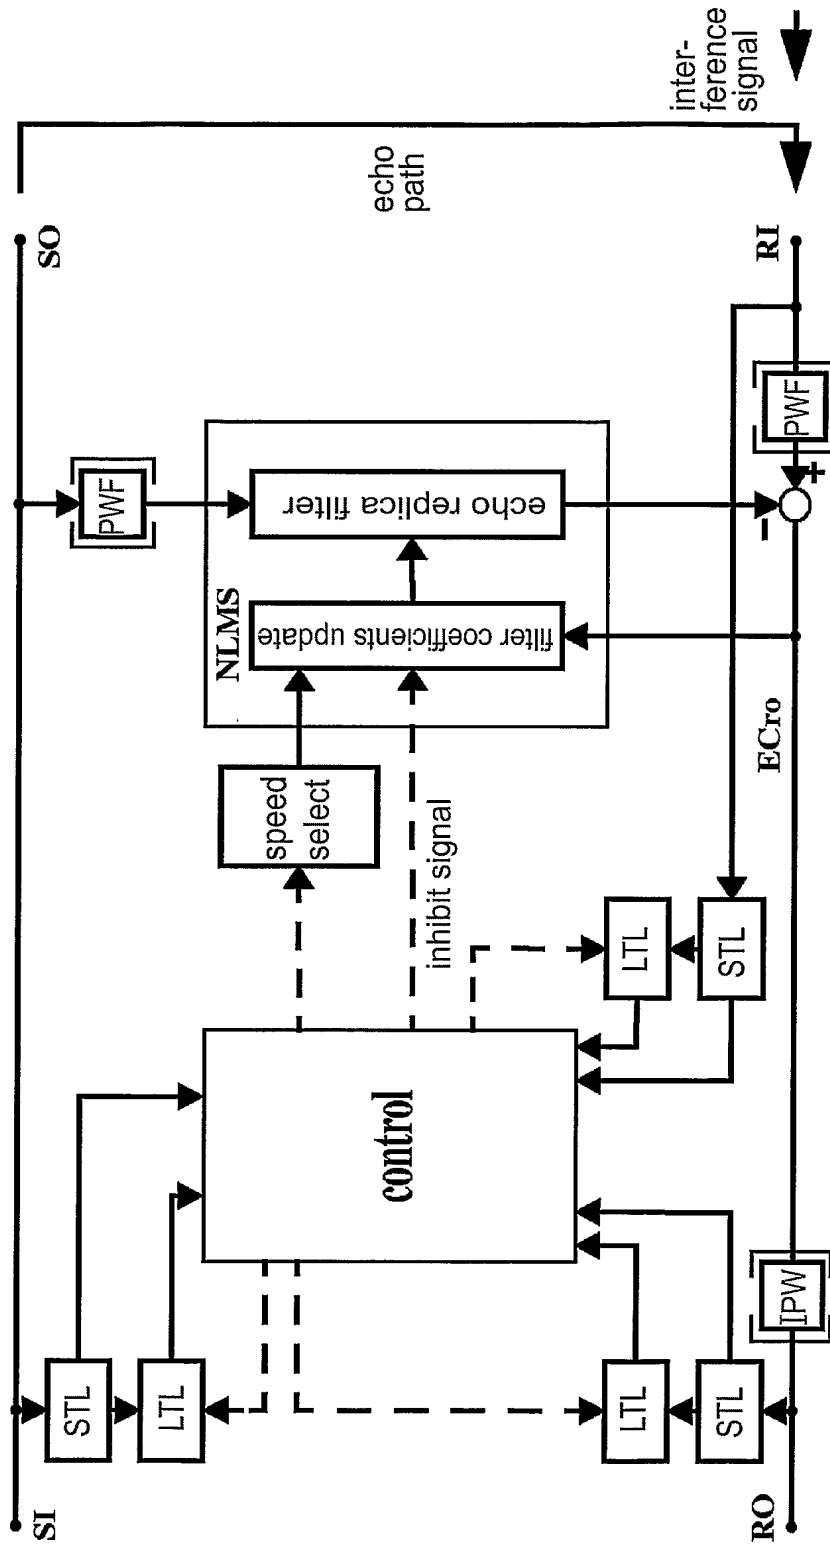 SI
SO
STL
LTL
PWF
NLMS
filter coefficients update
echo replica filter
speed
select
control
inhibit signal
echo
path
inter-
ference
signal
LTL
STL
LTL
STL
ECro
IPW
PWF
+
-
RO
RI